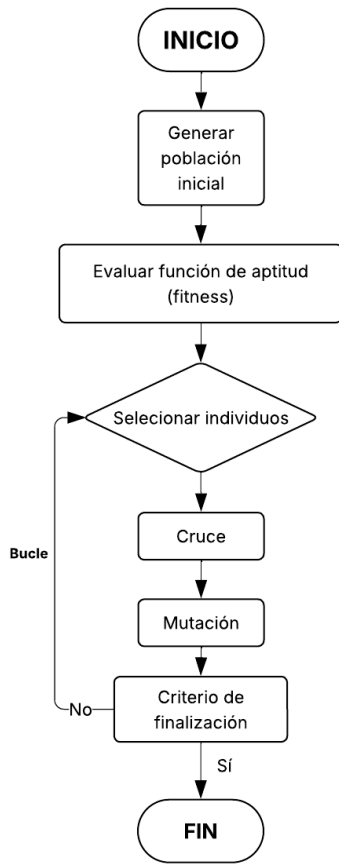 INICIO
Generar
población
inicial
Evaluar función de aptitud
(fitness)
Selecionar individuos
Cruce
Bucle
Mutación
Criterio de
finalización
No
Sí
FIN